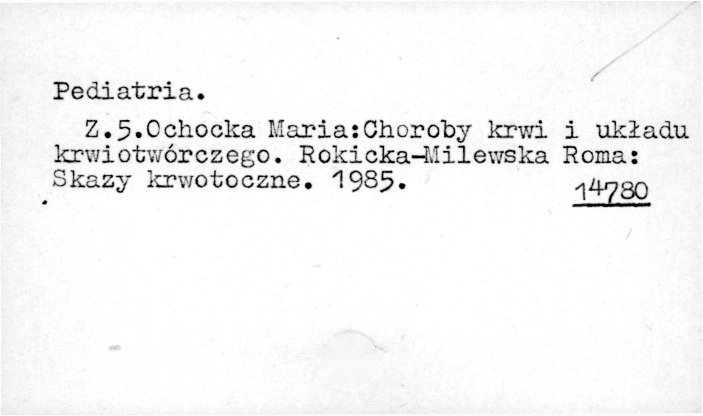 Pediatria.
Z.5.Ochocka Maria:Choroby krwi i układu
krwiotwórczego. Rokicka-Milewska Roma:
Skazy krwotoczne. 1985.
14780